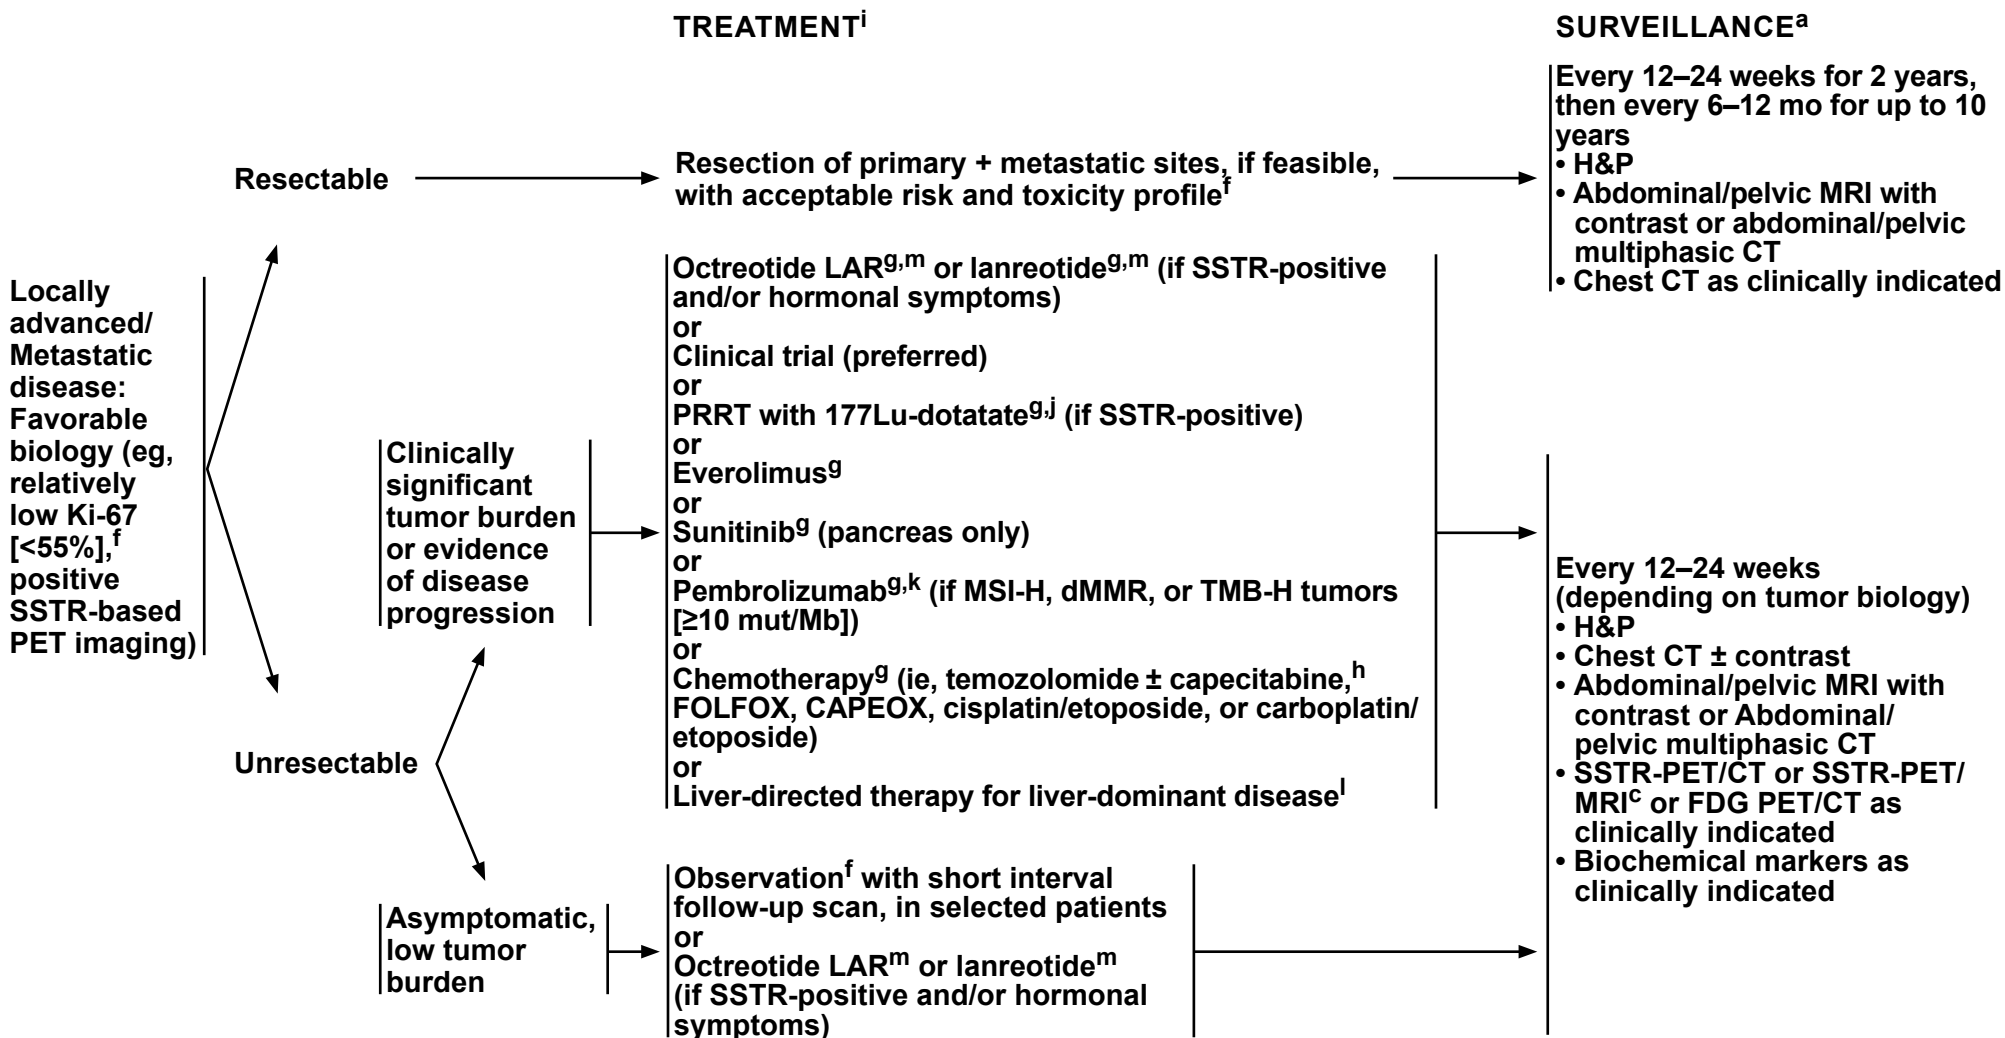 TREATMENTi
SURVEILLANCEa
Locally
advanced/
Metastatic
disease:
Favorable
biology (eg,
relatively
low Ki-67
[<55%],f
positive
SSTR-based
PET imaging)
Resectable
Resection of primary + metastatic sites, if feasible,
with acceptable risk and toxicity profilef
Every 12–24 weeks for 2 years,
then every 6–12 mo for up to 10
years
• H&P
• Abdominal/pelvic MRI with
contrast or abdominal/pelvic
multiphasic CT
• Chest CT as clinically indicated
Unresectable
Clinically
significant
tumor burden
or evidence
of disease
progression
Octreotide LARg,m or lanreotideg,m (if SSTR-positive
and/or hormonal symptoms)
or
Clinical trial (preferred)
or
PRRT with 177Lu-dotatateg,j (if SSTR-positive)
or
Everolimusg
or
Sunitinibg (pancreas only)
or
Pembrolizumabg,k (if MSI-H, dMMR, or TMB-H tumors
[≥10 mut/Mb])
or
Chemotherapyg (ie, temozolomide ± capecitabine,h
FOLFOX, CAPEOX, cisplatin/etoposide, or carboplatin/
etoposide)
or
Liver-directed therapy for liver-dominant diseasel
Asymptomatic,
low tumor
burden
Observationf with short interval
follow-up scan, in selected patients
or
Octreotide LARm or lanreotidem
(if SSTR-positive and/or hormonal
symptoms)
Every 12–24 weeks
(depending on tumor biology)
• H&P
• Chest CT ± contrast
• Abdominal/pelvic MRI with
contrast or Abdominal/
pelvic multiphasic CT
• SSTR-PET/CT or SSTR-PET/
MRIc or FDG PET/CT as
clinically indicated
• Biochemical markers as
clinically indicated